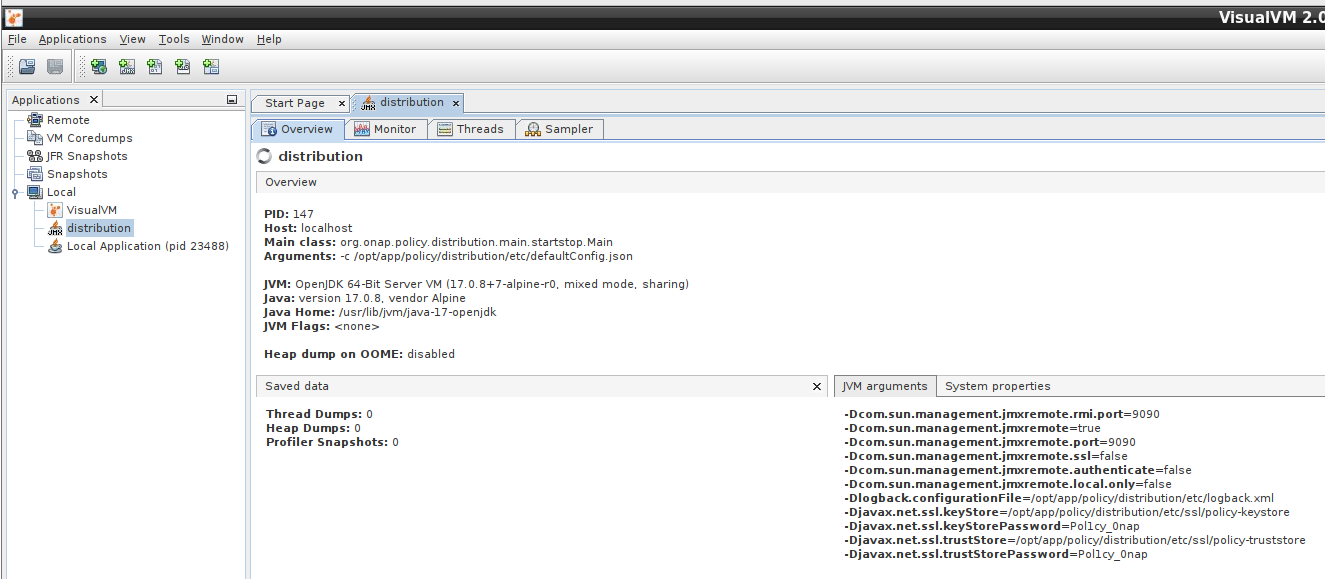 VisualVM 2.0
File Applications View Tools Window Help
Applications
Remote
VM Coredumps
JFR Snapshots
Snapshots
Local
VisualVM
distribution
Local Application (pid 23488)
Start Page distribution
Overview Monitor Threads Sampler
distribution
Overview
PID: 147
Host: localhost
Main class: org.onap.policy.distribution.main.startstop.Main
Arguments: -c /opt/app/policy/distribution/etc/defaultConfig.json
JVM: OpenJDK 64-Bit Server VM (17.0.8+7-alpine-r0, mixed mode, sharing)
Java: version 17.0.8, vendor Alpine
Java Home: /usr/lib/jvm/java-17-openjdk
JVM Flags: <none>
Heap dump on OOME: disabled
Saved data
Thread Dumps: 0
Heap Dumps: 0
Profiler Snapshots: 0
JVM arguments System properties
-Dcom.sun.management.jmxremote.rmi.port=9090
-Dcom.sun.management.jmxremote=true
-Dcom.sun.management.jmxremote.port=9090
-Dcom.sun.management.jmxremote.ssl=false
-Dcom.sun.management.jmxremote.authenticate=false
-Dcom.sun.management.jmxremote.local.only=false
-Dlogback.configurationFile=/opt/app/policy/distribution/etc/logback.xml
-Djavax.net.ssl.keyStore=/opt/app/policy/distribution/etc/ssl/policy-keystore
-Djavax.net.ssl.keyStorePassword=Pol1cy_0nap
-Djavax.net.ssl.trustStore=/opt/app/policy/distribution/etc/ssl/policy-truststore
-Djavax.net.ssl.trustStorePassword=Pol1cy_0nap